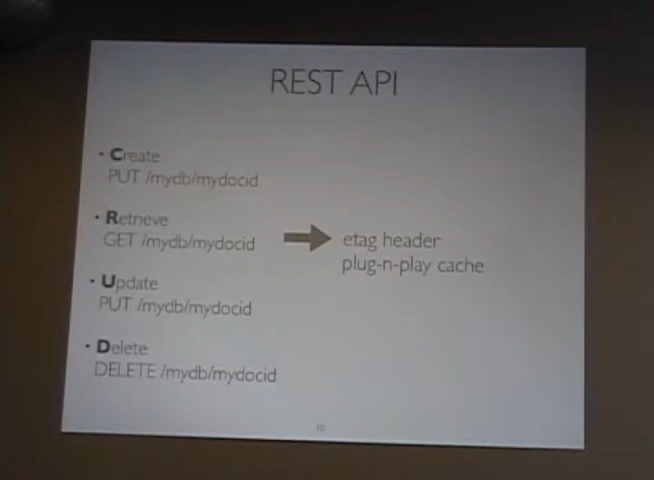 REST API
• Create
PUT /mydb/mydocid
• Retrieve
GET /mydb/mydocid
etag header
plug-n-play cache
• Update
PUT /mydb/mydocid
• Delete
DELETE /mydb/mydocid
10